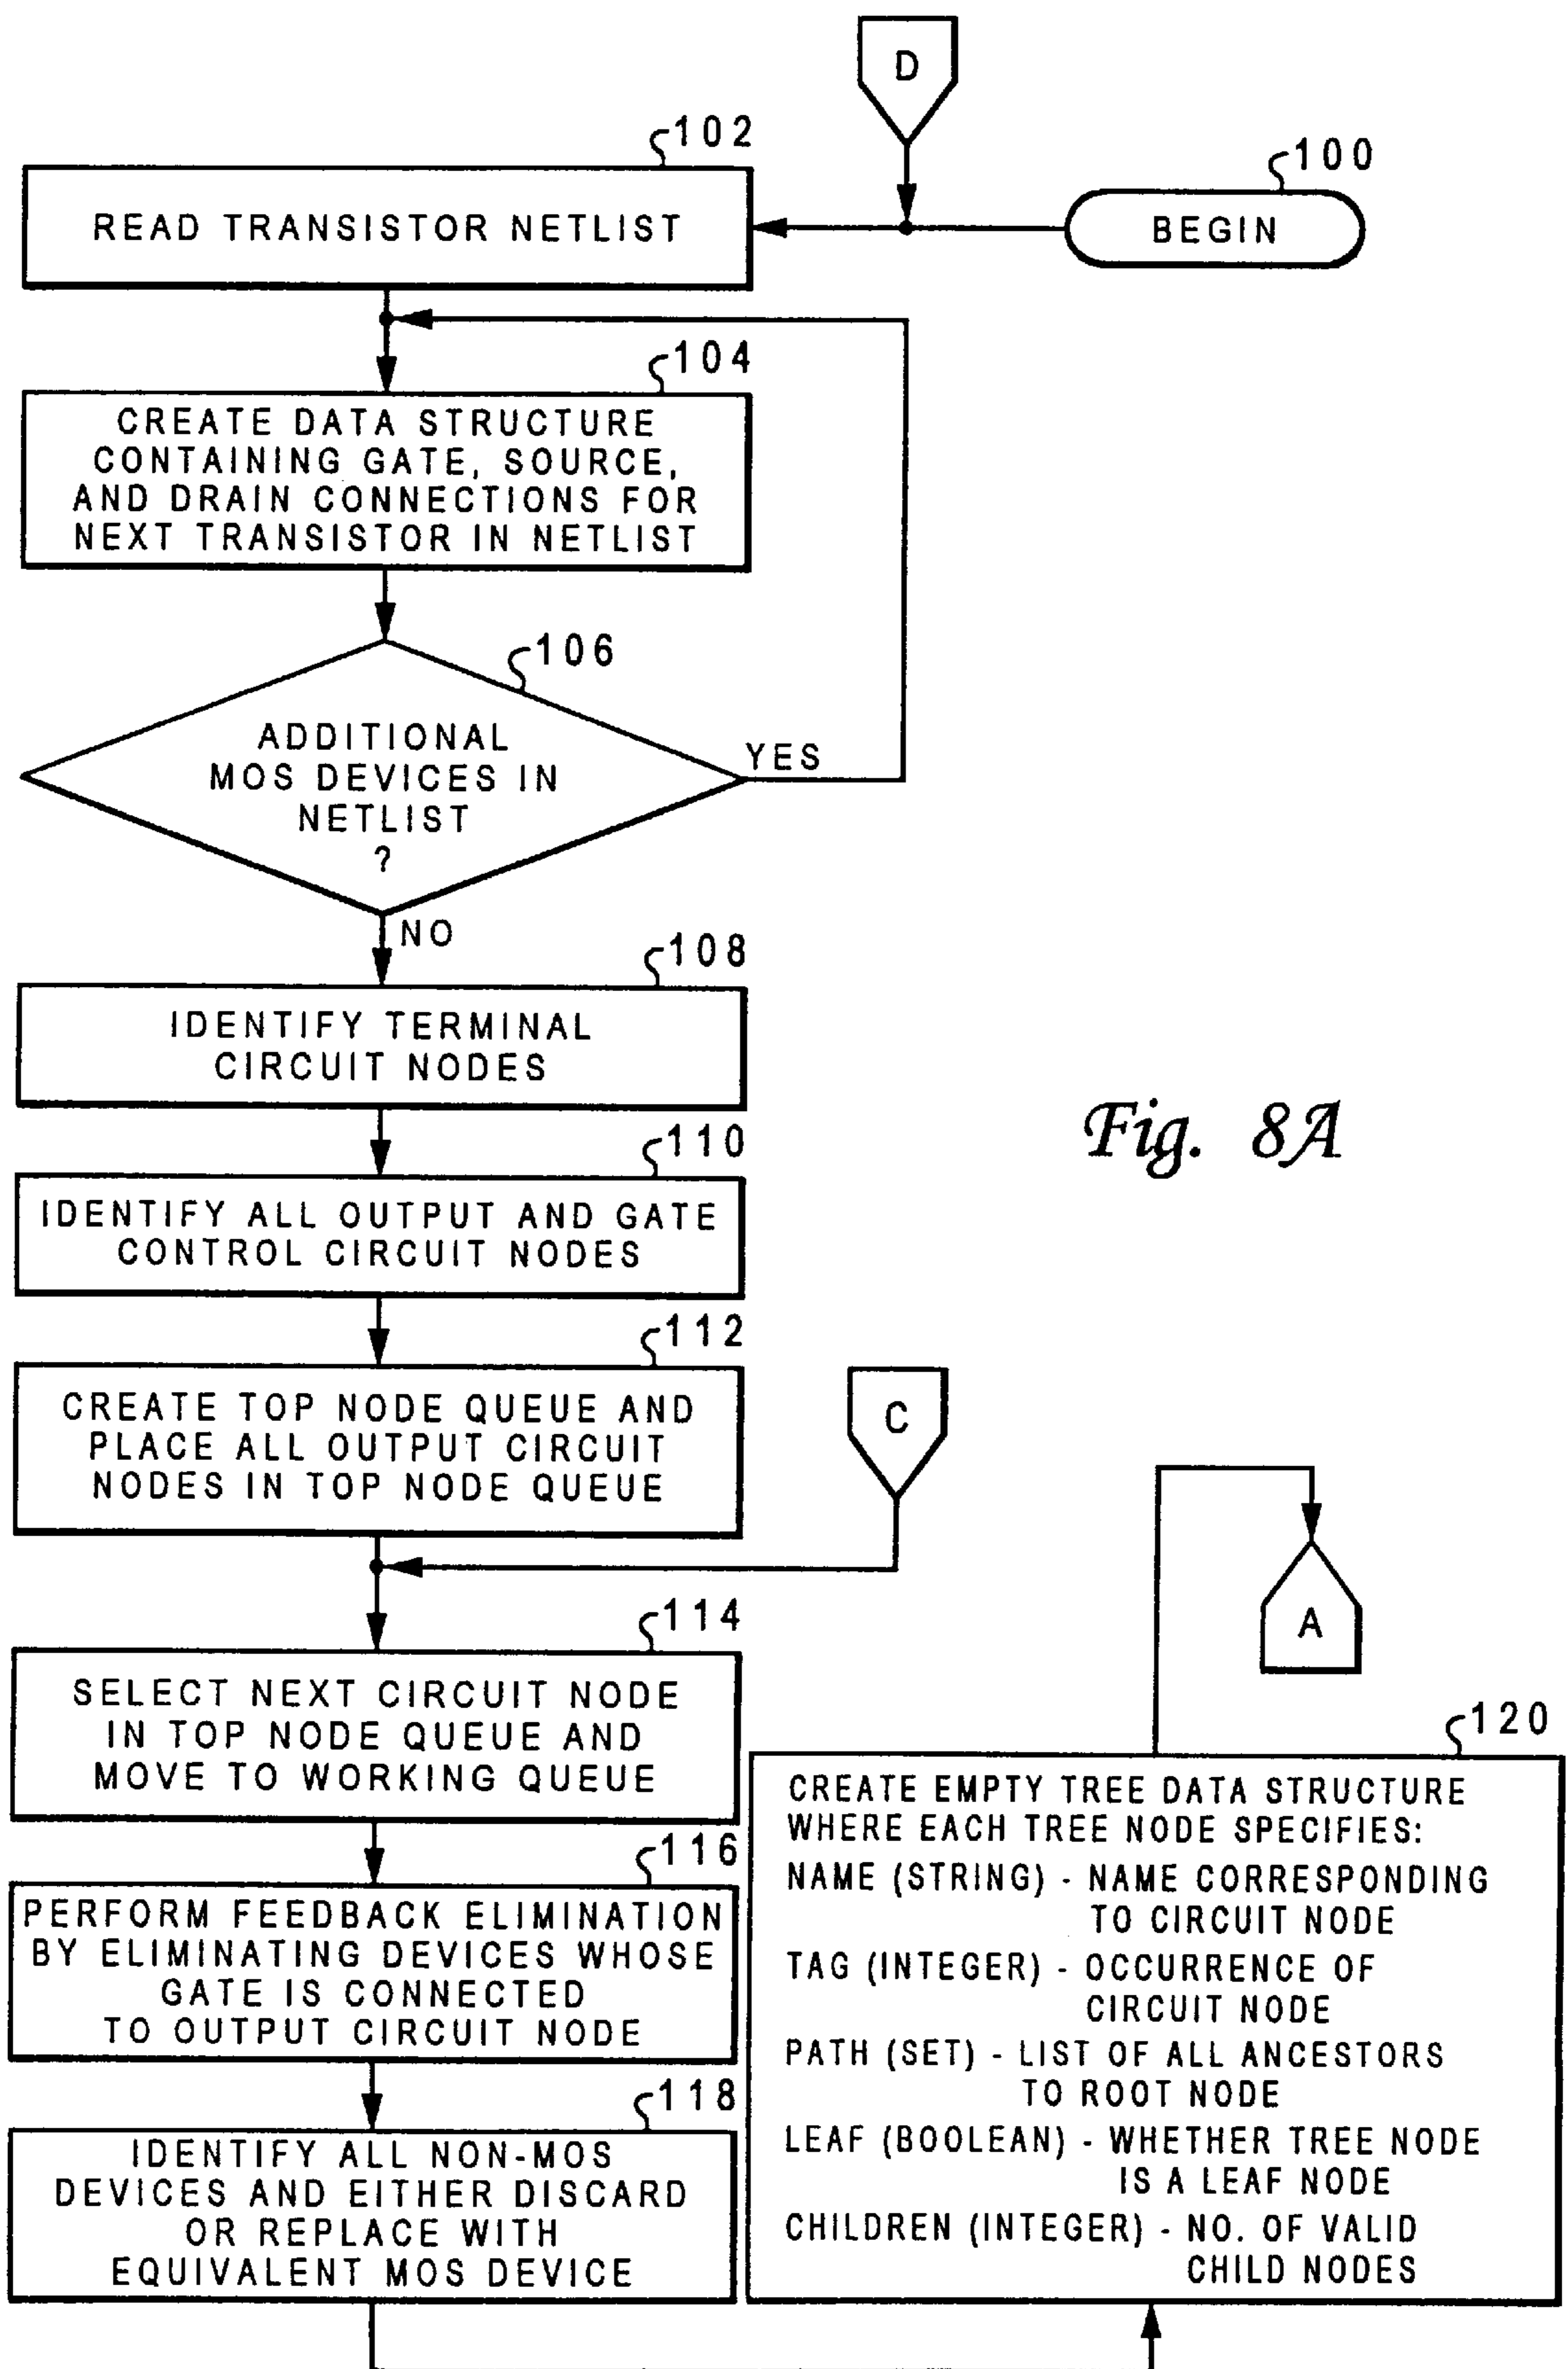 D
102
100
READ TRANSISTOR NETLIST
BEGIN
104
CREATE DATA STRUCTURE
CONTAINING GATE, SOURCE,
AND DRAIN CONNECTIONS FOR
NEXT TRANSISTOR IN NETLIST
106
ADDITIONAL
MOS DEVICES IN
NETLIST
?
YES
NO
108
IDENTIFY TERMINAL
CIRCUIT NODES
Fig. 8A
110
IDENTIFY ALL OUTPUT AND GATE
CONTROL CIRCUIT NODES
112
CREATE TOP NODE QUEUE AND
PLACE ALL OUTPUT CIRCUIT
NODES IN TOP NODE QUEUE
C
A
114
SELECT NEXT CIRCUIT NODE
IN TOP NODE QUEUE AND
MOVE TO WORKING QUEUE
116
PERFORM FEEDBACK ELIMINATION
BY ELIMINATING DEVICES WHOSE
GATE IS CONNECTED
TO OUTPUT CIRCUIT NODE
118
IDENTIFY ALL NON-MOS
DEVICES AND EITHER DISCARD
OR REPLACE WITH
EQUIVALENT MOS DEVICE
120
CREATE EMPTY TREE DATA STRUCTURE
WHERE EACH TREE NODE SPECIFIES:
NAME (STRING) - NAME CORRESPONDING
TO CIRCUIT NODE
TAG (INTEGER) - OCCURRENCE OF
CIRCUIT NODE
PATH (SET) - LIST OF ALL ANCESTORS
TO ROOT NODE
LEAF (BOOLEAN) - WHETHER TREE NODE
IS A LEAF NODE
CHILDREN (INTEGER) - NO. OF VALID
CHILD NODES